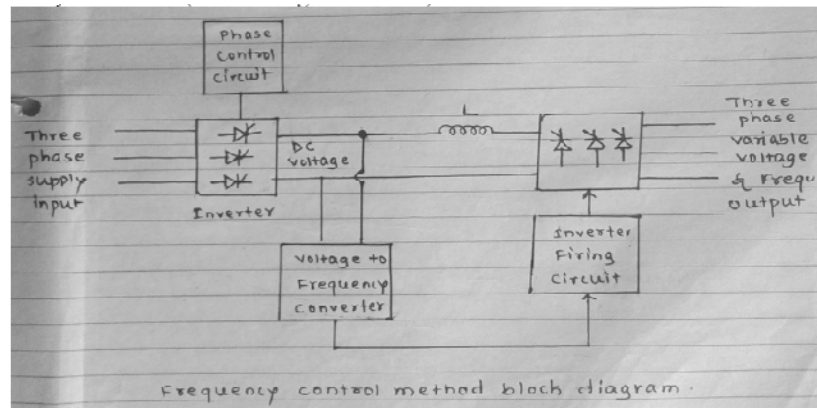 Phase
Control
circuit
Three
phase
supply
input
Inverter
DC
voltage
L
Three
phase
variable
voltage
& Frequ
output
Voltage to
Frequency
Converter
Inverter
Firing
Circuit
Frequency control method bloch diagram.